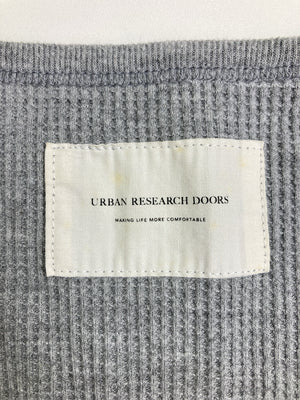 URBAN RESEARCH DOORS
MAKING LIFE MORE COMFORTABLE